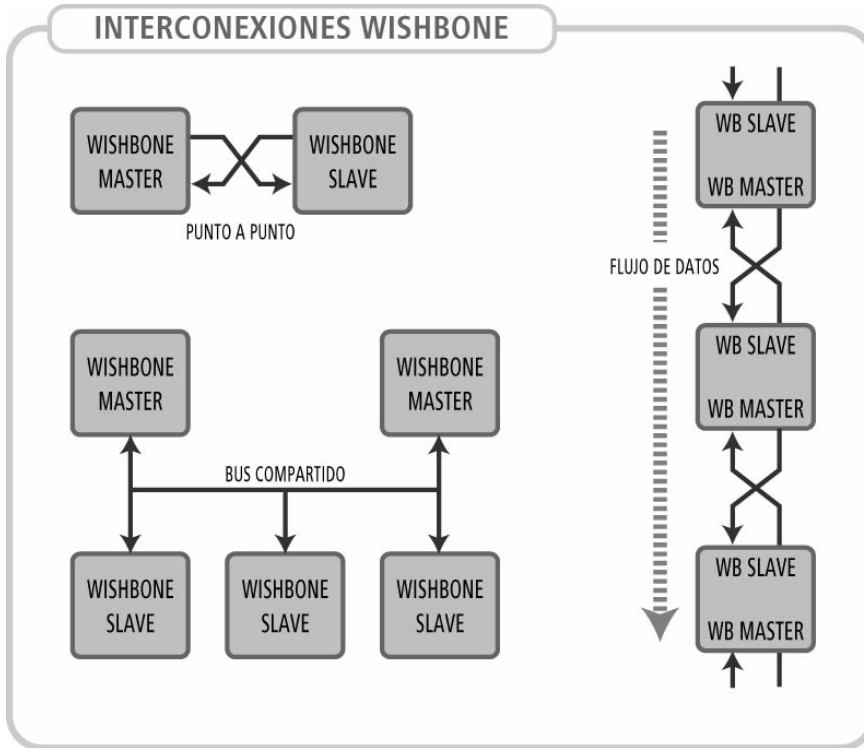 INTERCONEXIONES WISHBONE
WISHBONE
MASTER
WISHBONE
SLAVE
PUNTO A PUNTO
WISHBONE
MASTER
WISHBONE
MASTER
BUS COMPARTIDO
WISHBONE
SLAVE
WISHBONE
SLAVE
WISHBONE
SLAVE
FLUJO DE DATOS
WB SLAVE
WB MASTER
WB SLAVE
WB MASTER
WB SLAVE
WB MASTER